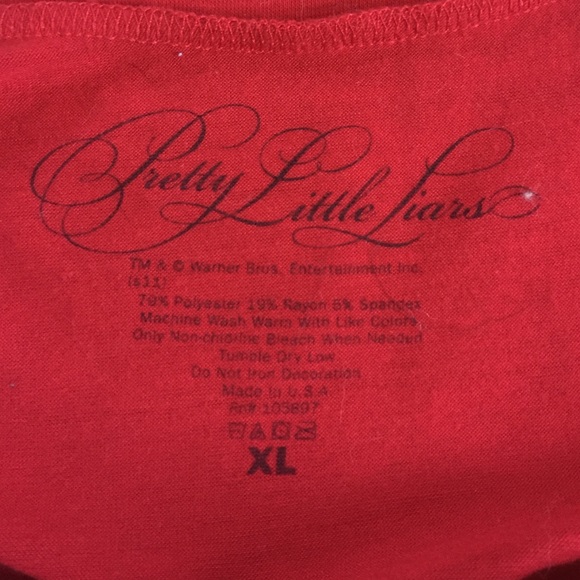 Pretty Little Liars
TM & © Warner Bros. Entertainment Inc.
(s11)
Polyester 19% Rayon 5% Spandex
Machine Wash Warm With Like Colors
Only Non-chlorine Bleach When Needed
Tumble Dry Low
Do Not Iron Decoration
Made in U.S.A
Rn# 105897
XL